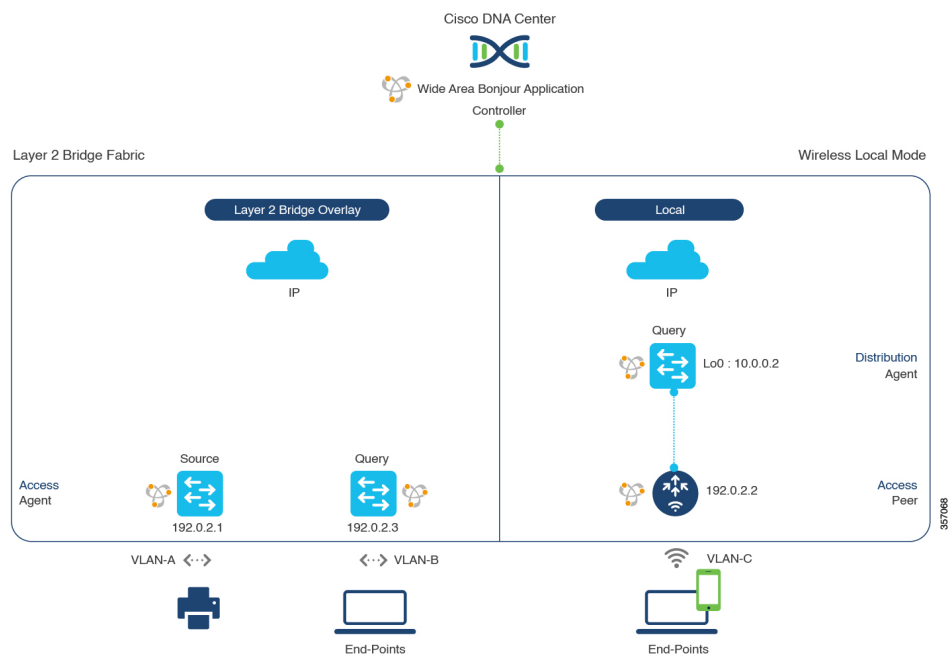 Cisco DNA Center
Wide Area Bonjour Application
Controller
Layer 2 Bridge Fabric
Wireless Local Mode
Layer 2 Bridge Overlay
Local
IP
IP
Query
Lo0 : 10.0.0.2
Distribution
Agent
Source
Query
Access
Agent
192.0.2.2
Access
Peer
192.0.2.1
192.0.2.3
357068
VLAN-A
VLAN-B
VLAN-C
End-Points
End-Points